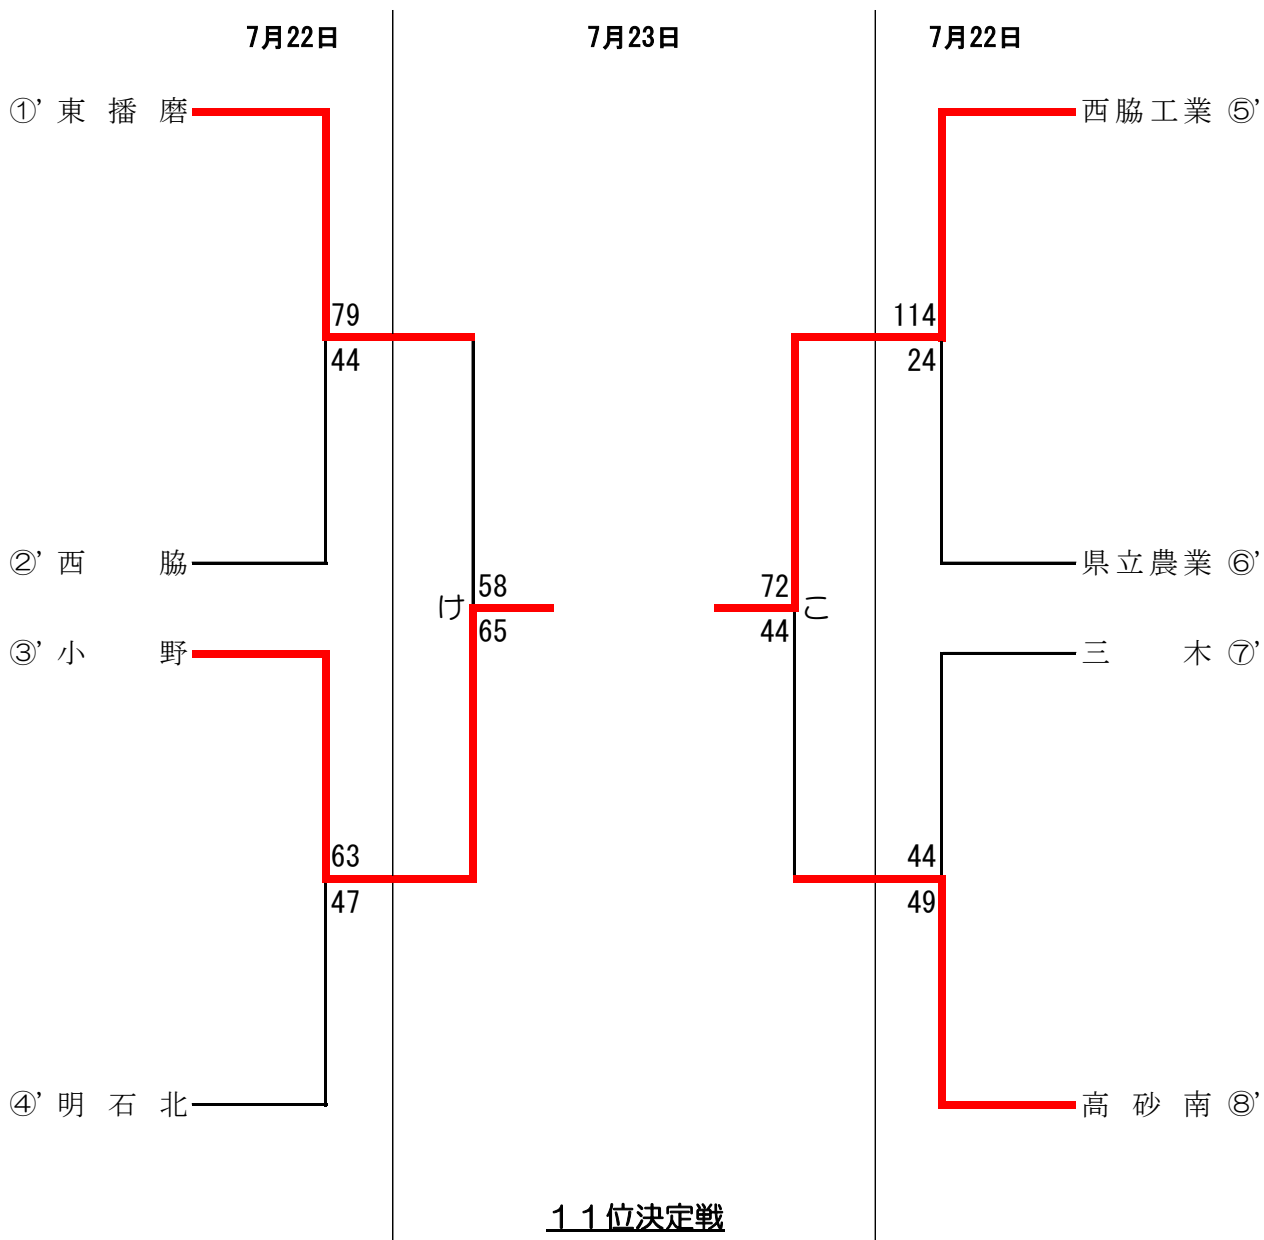 7月22日 7月23日 7月22日
①' 東播磨 西脇工業 ⑤'
79 114
44 24
②' 西脇 県立農業 ⑥'
58 72
け こ
65 44
③' 小野 三木 ⑦'
63 44
47 49
④' 明石北 高砂南 ⑧'
１１位決定戦